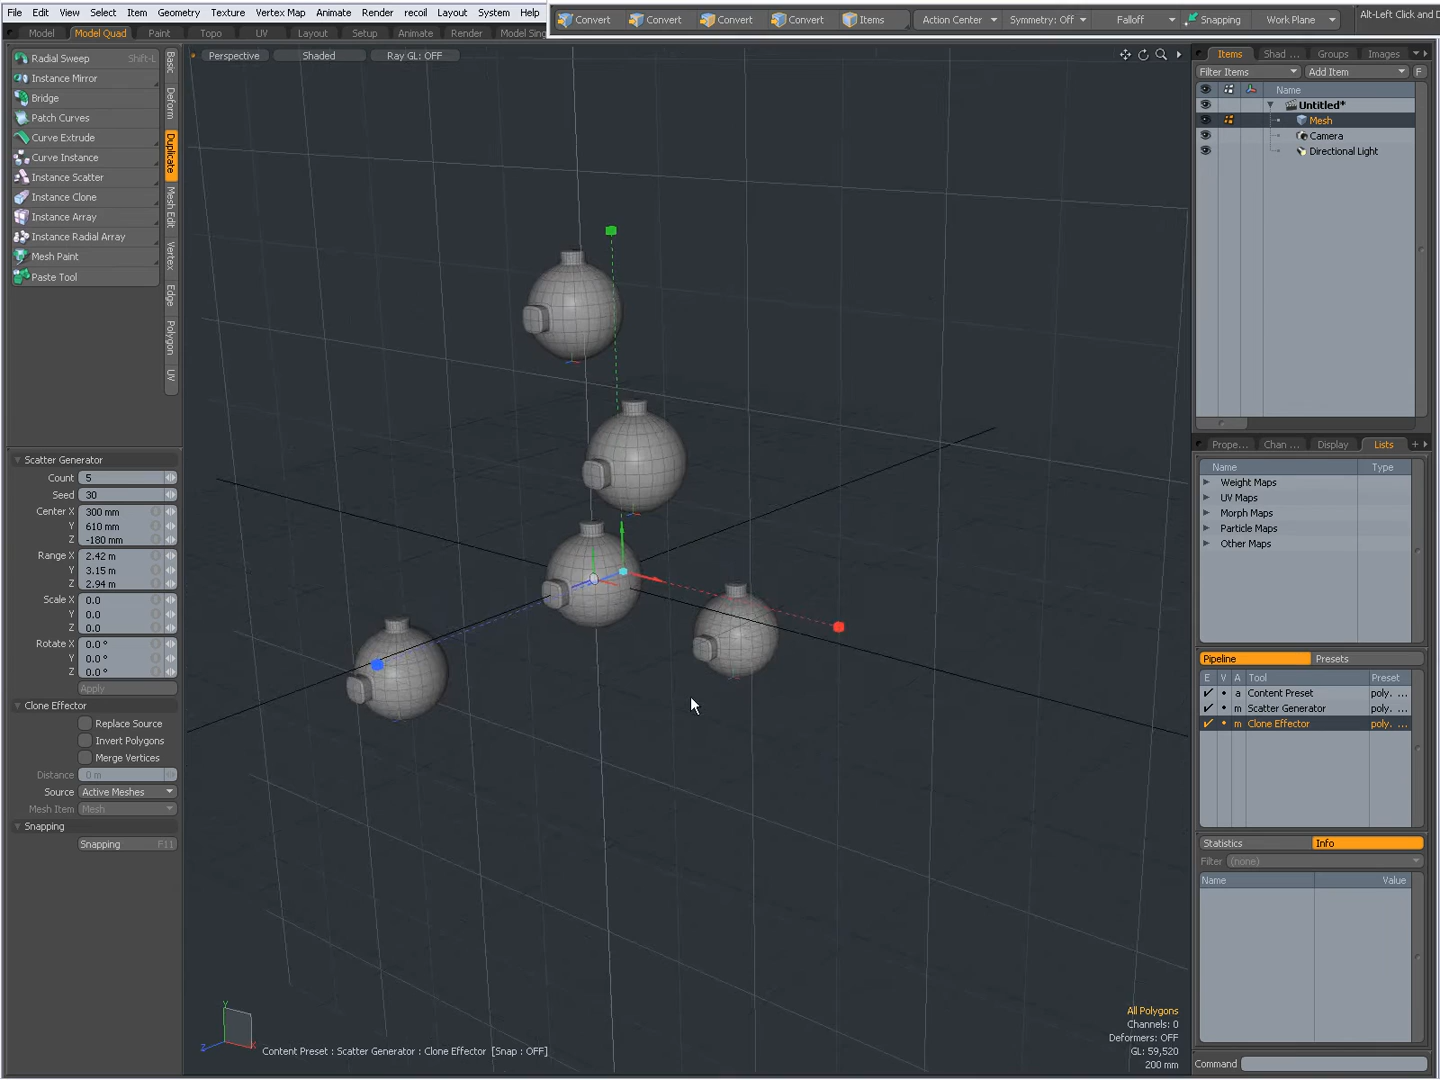 File Edit View Select Item Geometry Texture Vertex Map Animate Render recoil Layout System Help
Convert Convert Convert Convert Items Action Center Symmetry: Off Falloff Snapping Work Plane Alt-Left Click and D
Model Model Quad Paint Topo UV Layout Setup Animate Render Model Sing
Radial Sweep Shift-L
Instance Mirror
Bridge
Patch Curves
Curve Extrude
Curve Instance
Instance Scatter
Instance Clone
Instance Array
Instance Radial Array
Mesh Paint
Paste Tool
Basic
Deform
Duplicate
Mesh Edit
Vertex
Edge
Polygon
UV
Perspective Shaded Ray GL: OFF
Scatter Generator
Count 5
Seed 30
Center X 300 mm
Y 610 mm
Z -180 mm
Range X 2.42 m
Y 3.15 m
Z 2.94 m
Scale X 0.0
Y 0.0
Z 0.0
Rotate X 0.0 °
Y 0.0 °
Z 0.0 °
Apply
Clone Effector
Replace Source
Invert Polygons
Merge Vertices
Distance 0 m
Source Active Meshes
Mesh Item Mesh
Snapping
Snapping F11
Y
Z X
Content Preset : Scatter Generator : Clone Effector [Snap : OFF]
All Polygons
Channels: 0
Deformers: OFF
GL: 59,520
200 mm
Items Shad ... Groups Images
Filter Items Add Item F
Name
Untitled*
Mesh
Camera
Directional Light
Prope... Chan ... Display Lists +
Name Type
Weight Maps
UV Maps
Morph Maps
Particle Maps
Other Maps
Pipeline Presets
E V A Tool Preset
a Content Preset poly. ...
m Scatter Generator poly. ...
m Clone Effector poly. ...
Statistics Info
Filter (none)
Name Value
Command